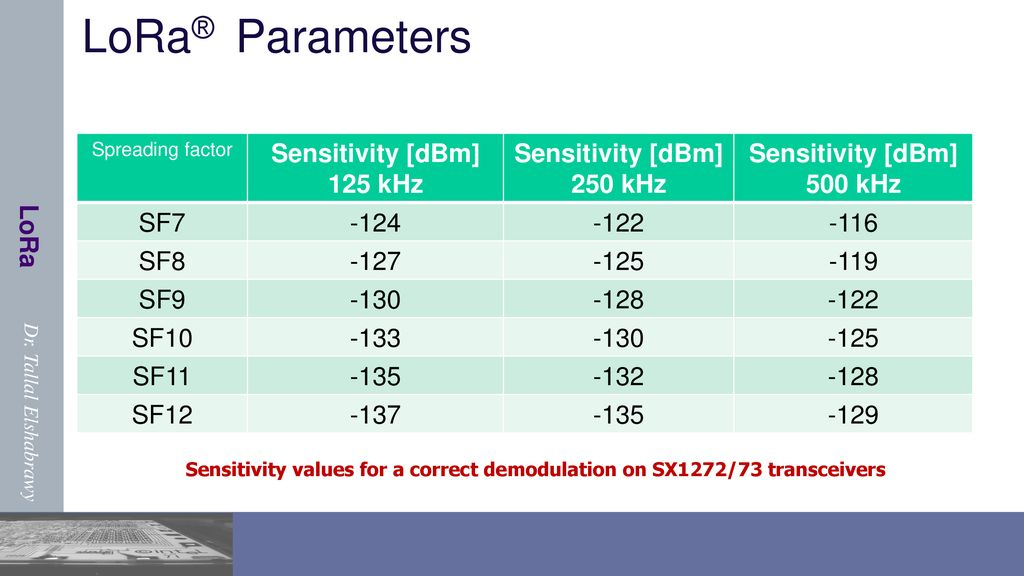 LoRa® Parameters
Spreading factor Sensitivity [dBm] 125 kHz Sensitivity [dBm] 250 kHz Sensitivity [dBm] 500 kHz
SF7 -124 -122 -116
SF8 -127 -125 -119
SF9 -130 -128 -122
SF10 -133 -130 -125
SF11 -135 -132 -128
SF12 -137 -135 -129
Sensitivity values for a correct demodulation on SX1272/73 transceivers
LoRa
Dr. Tallal Elshabrawy